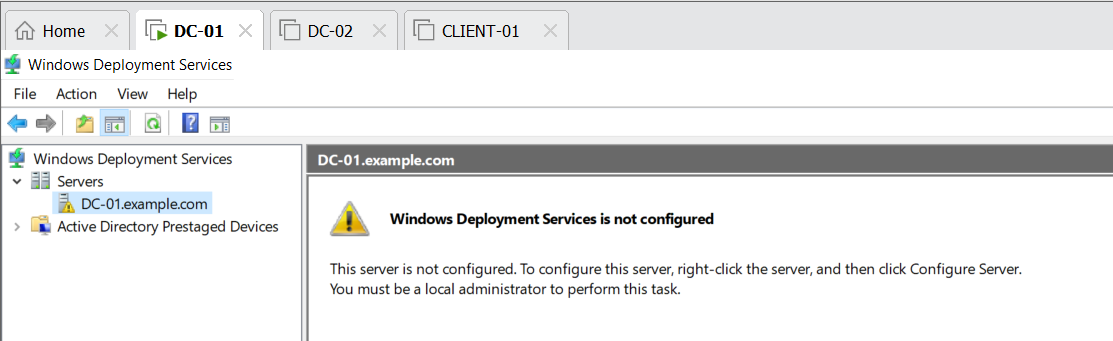 Home DC-01 DC-02 CLIENT-01
Windows Deployment Services
File Action View Help
Windows Deployment Services
Servers
DC-01.example.com
Active Directory Prestaged Devices
DC-01.example.com
Windows Deployment Services is not configured
This server is not configured. To configure this server, right-click the server, and then click Configure Server.
You must be a local administrator to perform this task.